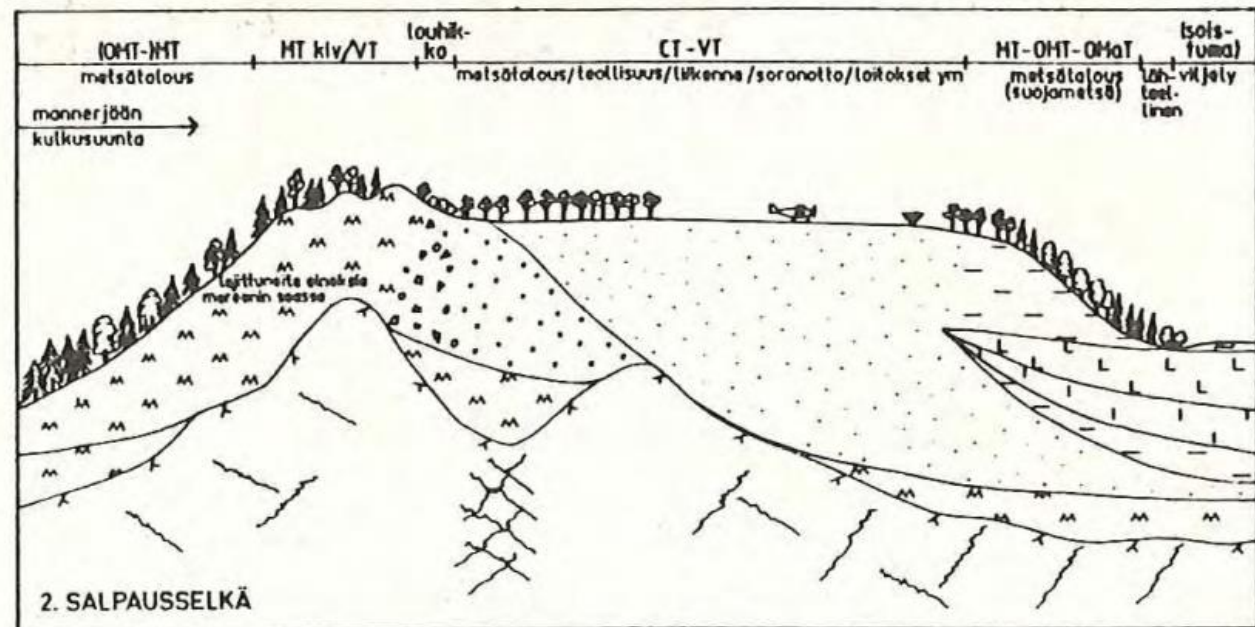 (OMT-)MT
MT klv/VT
louhik-
ko
CT-VT
MT-OMT-OMaT
(sois-
tuma)
metsätalous
metsätalous/teollisuus/liikenne/soranotto/laitokset ym
metsätalous
(suojametsä)
läh-
teel-
linen
viljely
mannerjään
kulkusuunta
lajittuneita aineksia
moreenin seassa
2. SALPAUSSELKÄ